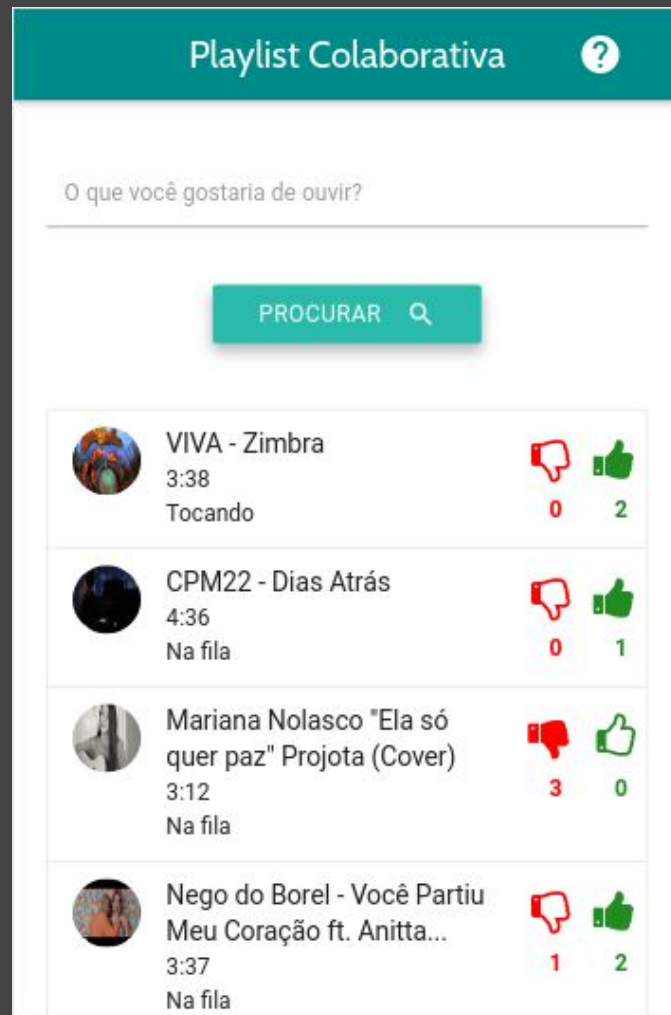 Playlist Colaborativa ?
O que você gostaria de ouvir?
PROCURAR
VIVA - Zimbra
3:38
Tocando
0 2
CPM22 - Dias Atrás
4:36
Na fila
0 1
Mariana Nolasco "Ela só
quer paz" Projota (Cover)
3:12
Na fila
3 0
Nego do Borel - Você Partiu
Meu Coração ft. Anitta...
3:37
Na fila
1 2